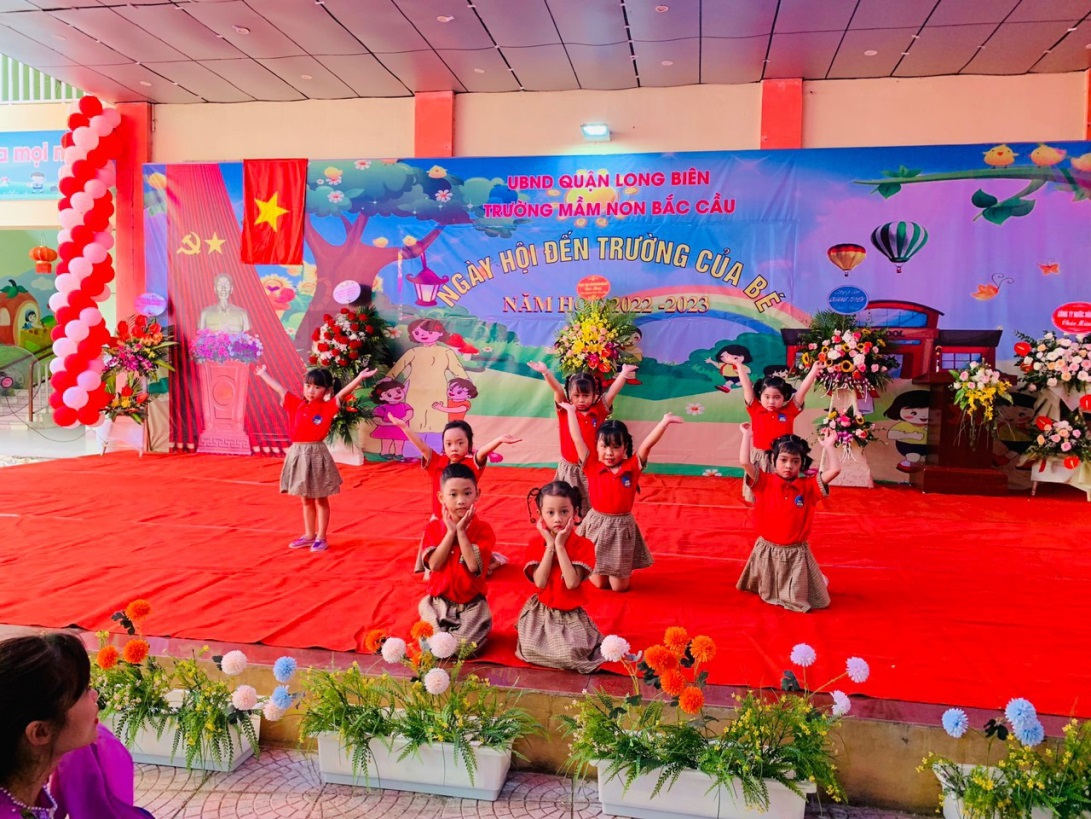 a mọi
UBND QUẬN LONG BIÊN
TRƯỜNG MẦM NON BẮC CẦU
NGÀY HỘI ĐẾN TRƯỜNG CỦA BÉ
NĂM HỌC 2022 -2023